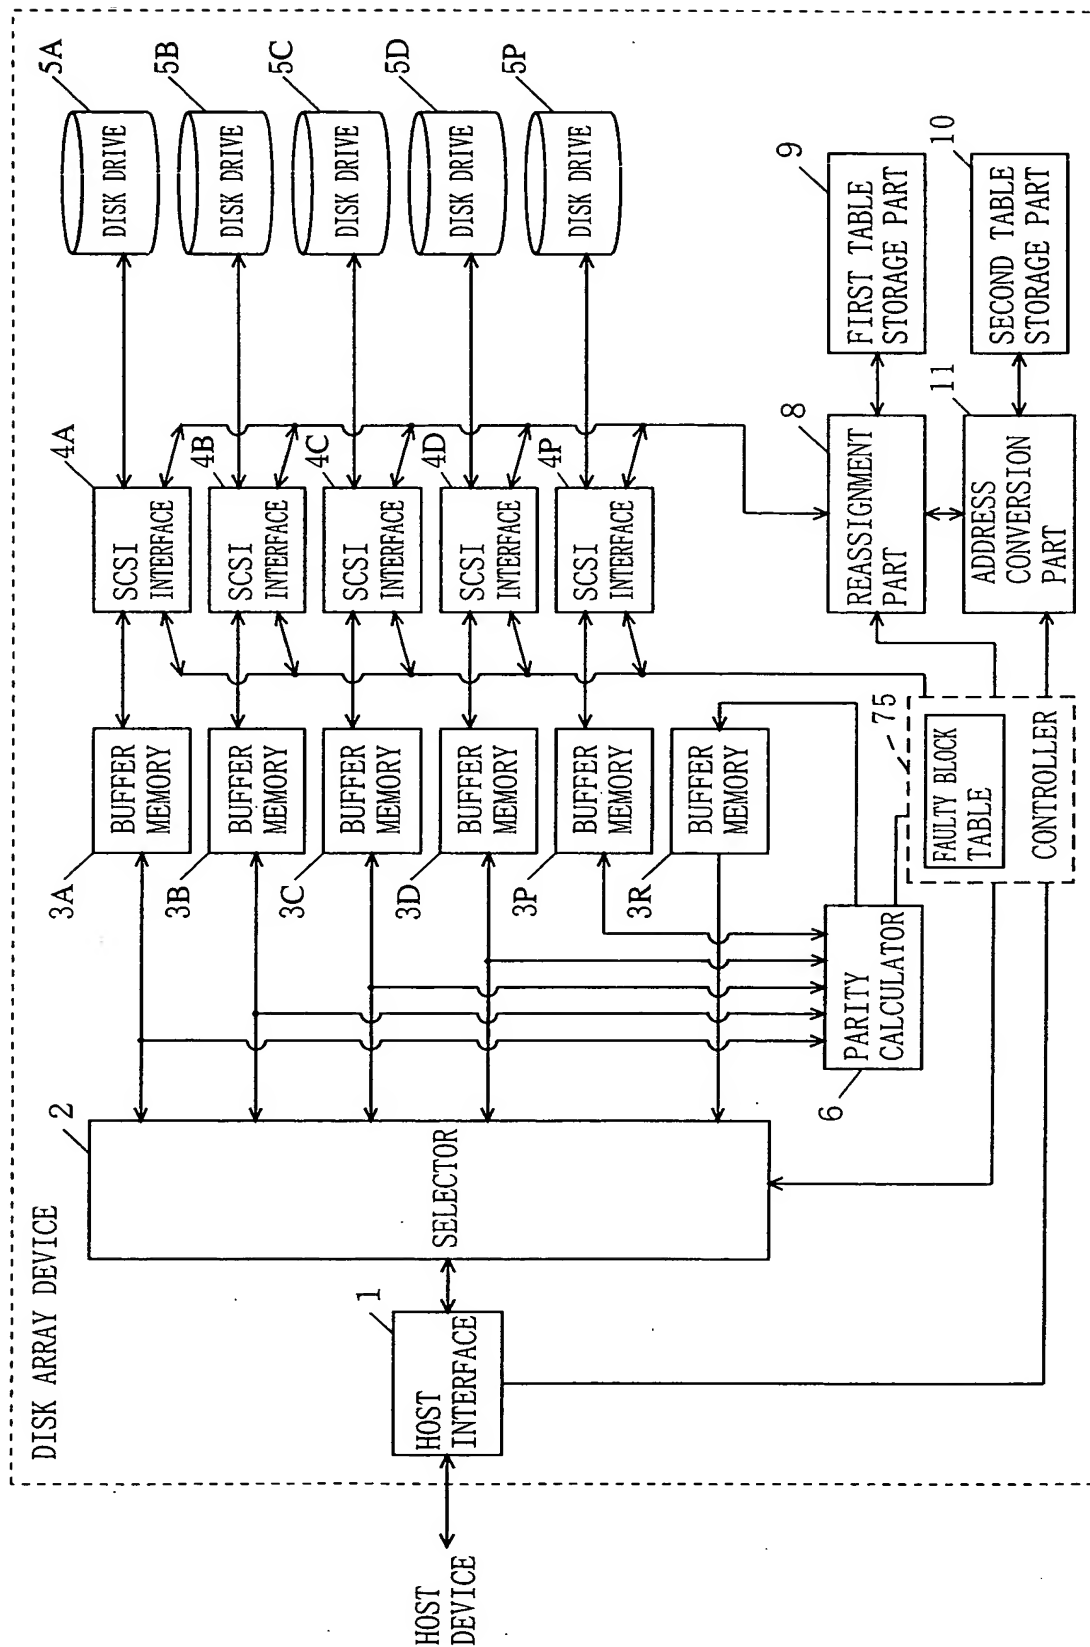 DISK ARRAY DEVICE
HOST
DEVICE
1
HOST
INTERFACE
2
SELECTOR
3A
BUFFER
MEMORY
4A
SCSI
INTERFACE
5A
DISK DRIVE
3B
BUFFER
MEMORY
4B
SCSI
INTERFACE
5B
DISK DRIVE
3C
BUFFER
MEMORY
4C
SCSI
INTERFACE
5C
DISK DRIVE
3D
BUFFER
MEMORY
4D
SCSI
INTERFACE
5D
DISK DRIVE
3P
BUFFER
MEMORY
4P
SCSI
INTERFACE
5P
DISK DRIVE
3R
BUFFER
MEMORY
6
PARITY
CALCULATOR
75
FAULTY BLOCK
TABLE
CONTROLLER
8
REASSIGNMENT
PART
9
FIRST TABLE
STORAGE PART
11
ADDRESS
CONVERSION
PART
10
SECOND TABLE
STORAGE PART